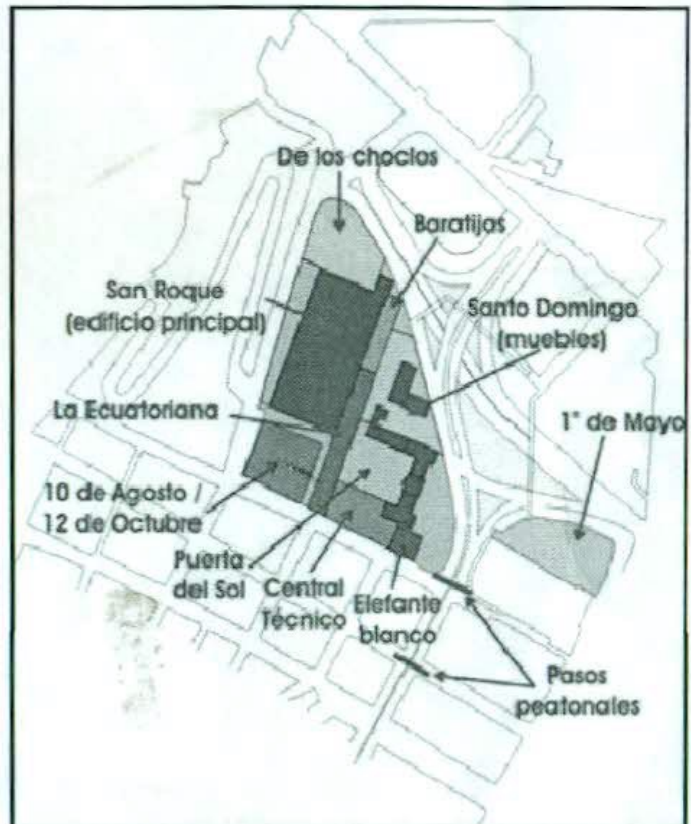 De los choclos
Baratijas
San Roque
(edificio principal)
Santo Domingo
(muebles)
La Ecuatoriana
1° de Mayo
10 de Agosto /
12 de Octubre
Puerta
del Sol
Central
Técnico
Elefante
blanco
Pasos
peatonales